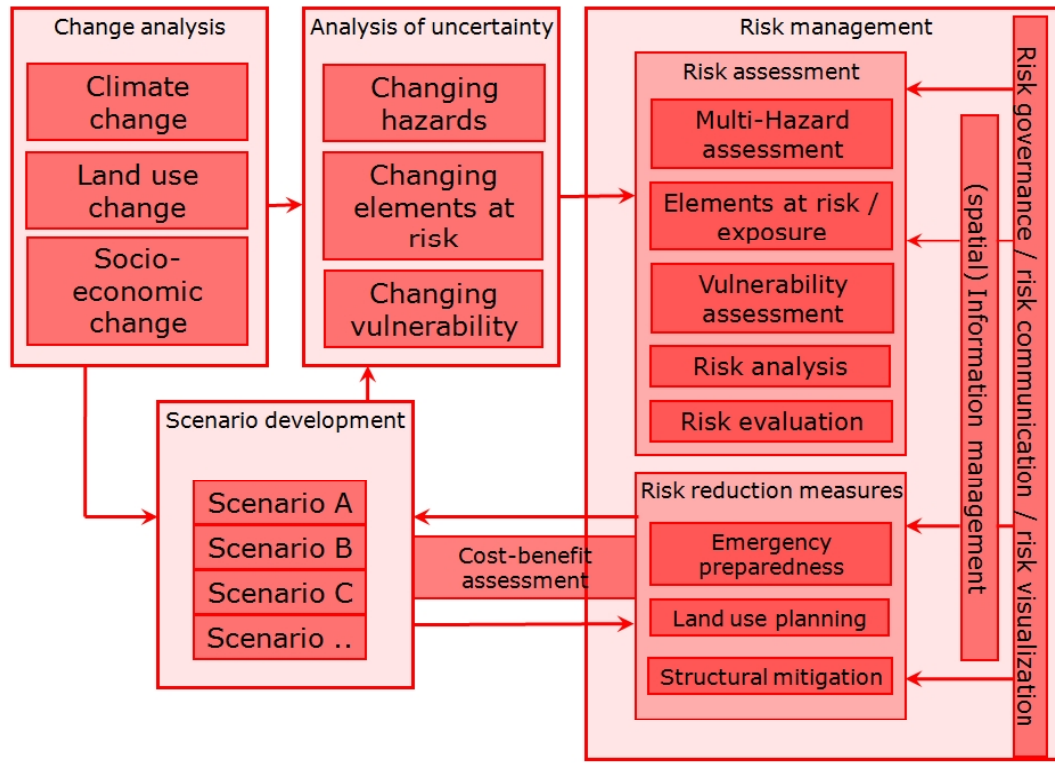 Change analysis
Climate
change
Land use
change
Socio-
economic
change
Analysis of uncertainty
Changing
hazards
Changing
elements at
risk
Changing
vulnerability
Scenario development
Scenario A
Scenario B
Scenario C
Scenario ..
Cost-benefit
assessment
Risk management
Risk assessment
Multi-Hazard
assessment
Elements at risk /
exposure
Vulnerability
assessment
Risk analysis
Risk evaluation
Risk reduction measures
Emergency
preparedness
Land use planning
Structural mitigation
(spatial) Information management
Risk governance / risk communication / risk visualization